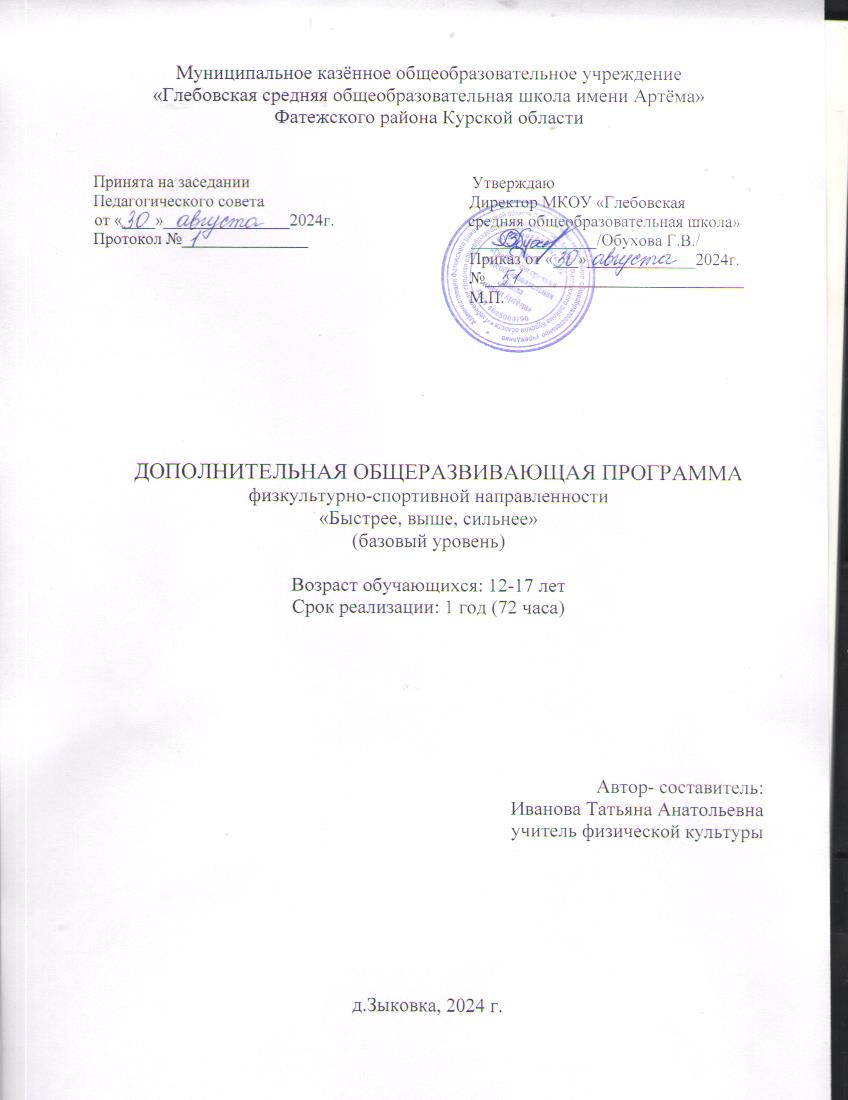 Муниципальное казённое общеобразовательное учреждение
«Глебовская средняя общеобразовательная школа имени Артёма»
Фатежского района Курской области
Принята на заседании
Педагогического совета
от «30» августа 2024г.
Протокол № 1
Утверждаю
Директор МКОУ «Глебовская
средняя общеобразовательная школа»
/Обухова Г.В./
Приказ от «30» августа 2024г.
№ 51
М.П.
ДОПОЛНИТЕЛЬНАЯ ОБЩЕРАЗВИВАЮЩАЯ ПРОГРАММА
физкультурно-спортивной направленности
«Быстрее, выше, сильнее»
(базовый уровень)
Возраст обучающихся: 12-17 лет
Срок реализации: 1 год (72 часа)
Автор- составитель:
Иванова Татьяна Анатольевна
учитель физической культуры
д.Зыковка, 2024 г.